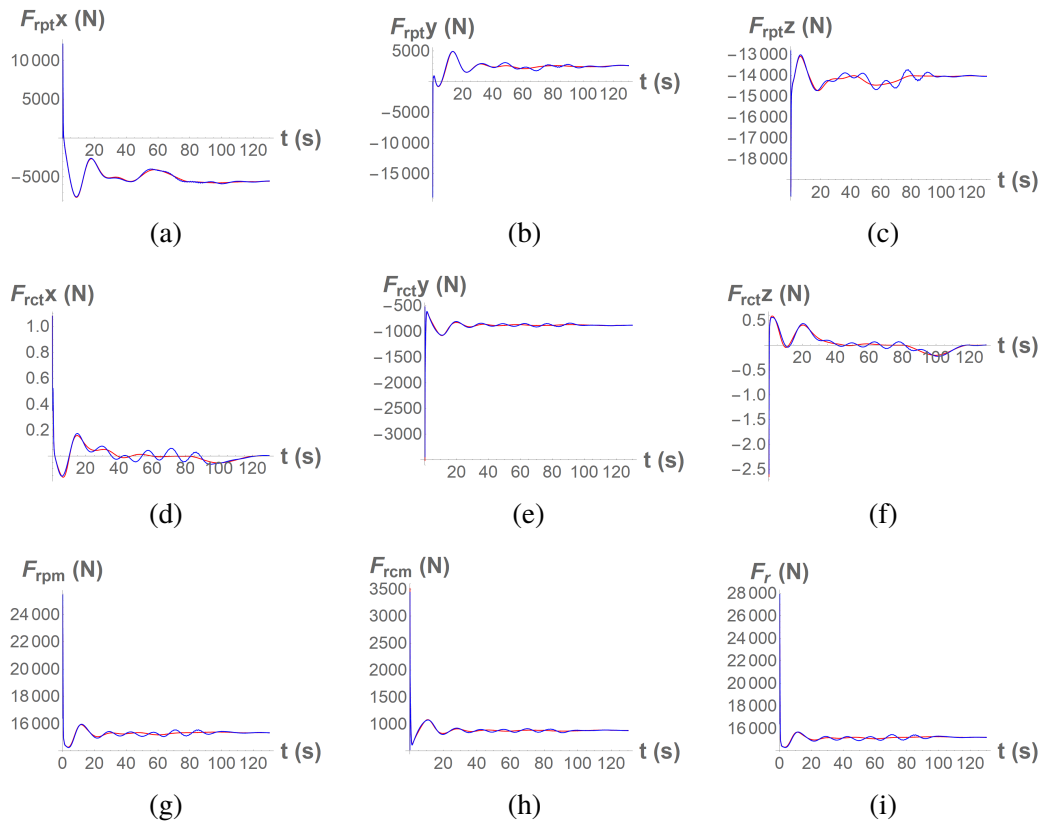 F_rpt x (N)
10 000
5000
-5000
20 40 60 80 100 120
t (s)
(a)
F_rpt y (N)
5000
-5000
-10 000
-15 000
20 40 60 80 100 120
t (s)
(b)
F_rpt z (N)
-13 000
-14 000
-15 000
-16 000
-17 000
-18 000
20 40 60 80 100 120
t (s)
(c)
F_rct x (N)
1.0
0.8
0.6
0.4
0.2
20 40 60 80 100 120
t (s)
(d)
F_rct y (N)
-500
-1000
-1500
-2000
-2500
-3000
20 40 60 80 100 120
t (s)
(e)
F_rct z (N)
0.5
-0.5
-1.0
-1.5
-2.0
-2.5
20 40 60 80 100 120
t (s)
(f)
F_rpm (N)
24 000
22 000
20 000
18 000
16 000
0 20 40 60 80 100 120
t (s)
(g)
F_rcm (N)
3500
3000
2500
2000
1500
1000
20 40 60 80 100 120
t (s)
(h)
F_r (N)
28 000
26 000
24 000
22 000
20 000
18 000
16 000
0 20 40 60 80 100 120
t (s)
(i)